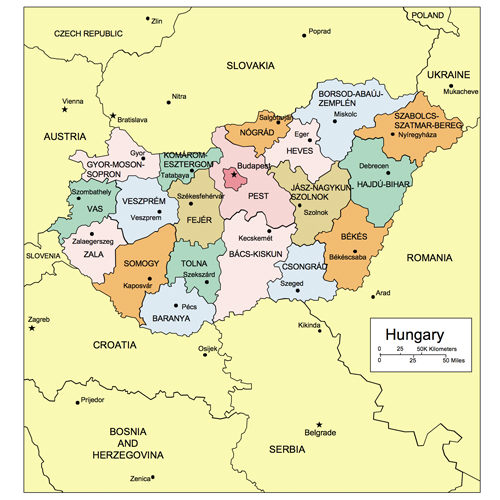 POLAND
Zlin
CZECH REPUBLIC
Poprad
SLOVAKIA
UKRAINE
Mukacheve
Nitra
Vienna
Bratislava
BORSOD-ABAÚJ-
ZEMPLÉN
Miskolc
SZABOLCS-
SZATMAR-BEREG
Nyíregyháza
Salgótarján
NÓGRÁD
Eger
HEVES
AUSTRIA
Gyor
GYOR-MOSON-
SOPRON
KOMÁROM-
ESZTERGOM
Tatabanya
Budapest
PEST
Debrecen
HAJDÚ-BIHAR
JÁSZ-NAGYKUN
SZOLNOK
Szolnok
Szombathely
VAS
VESZPRÉM
Veszprem
Székesfehérvár
FEJÉR
Zalaegerszeg
ZALA
Kecskemét
BÁCS-KISKUN
BÉKÉS
Békéscsaba
SLOVENIA
SOMOGY
Kaposvár
TOLNA
Szekszárd
CSONGRÁD
Szeged
ROMANIA
Arad
Pécs
BARANYA
Zagreb
CROATIA
Osijek
Kikinda
Hungary
0 25 50K Kilometers
0 25 50 Miles
Prijedor
BOSNIA
AND
HERZEGOVINA
Zenica
Belgrade
SERBIA